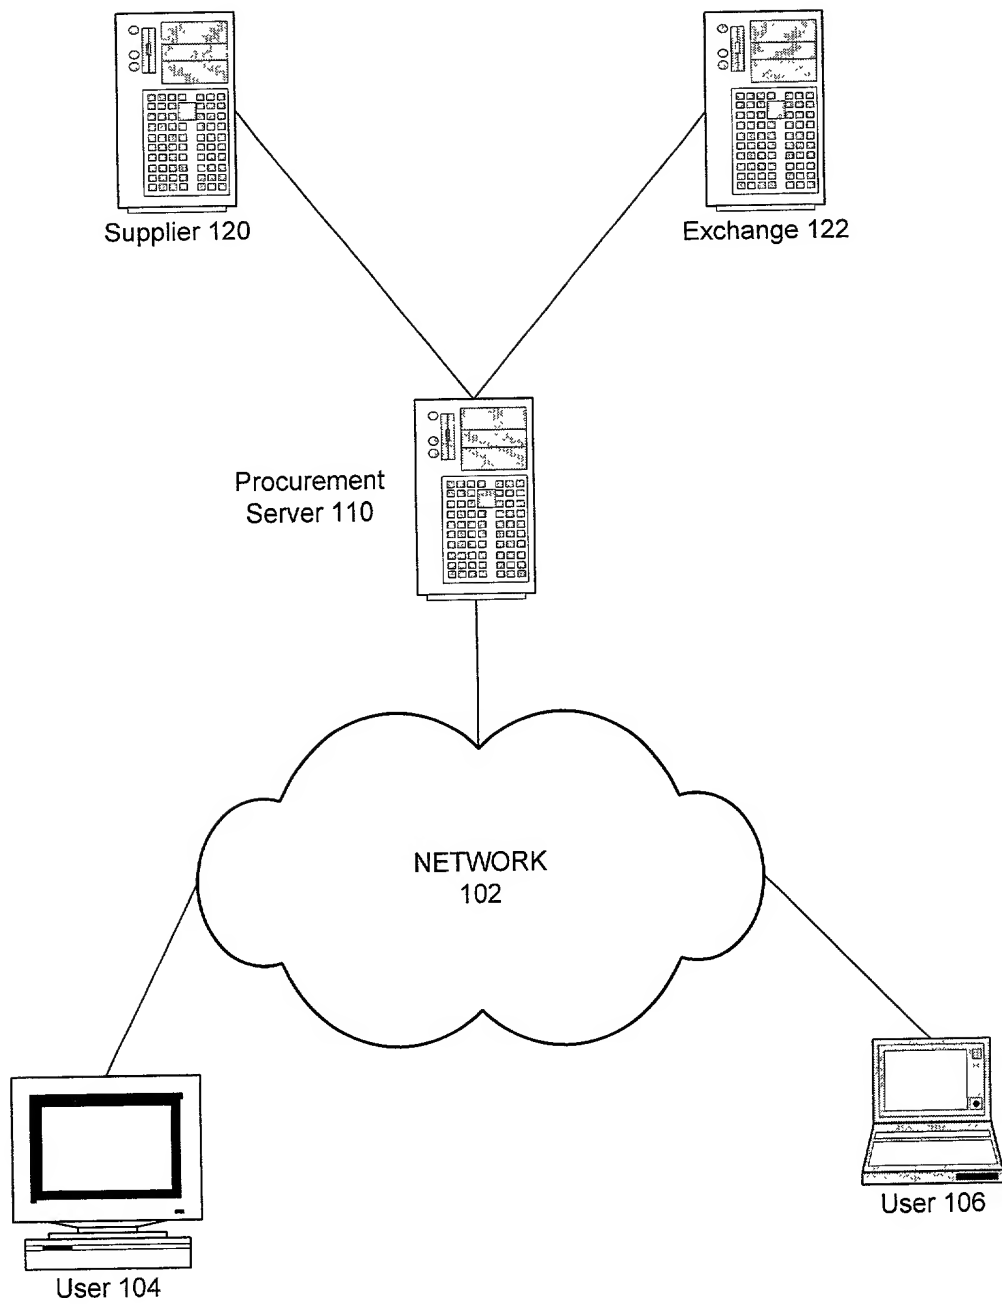 Supplier 120
Exchange 122
Procurement
Server 110
NETWORK
102
User 106
User 104